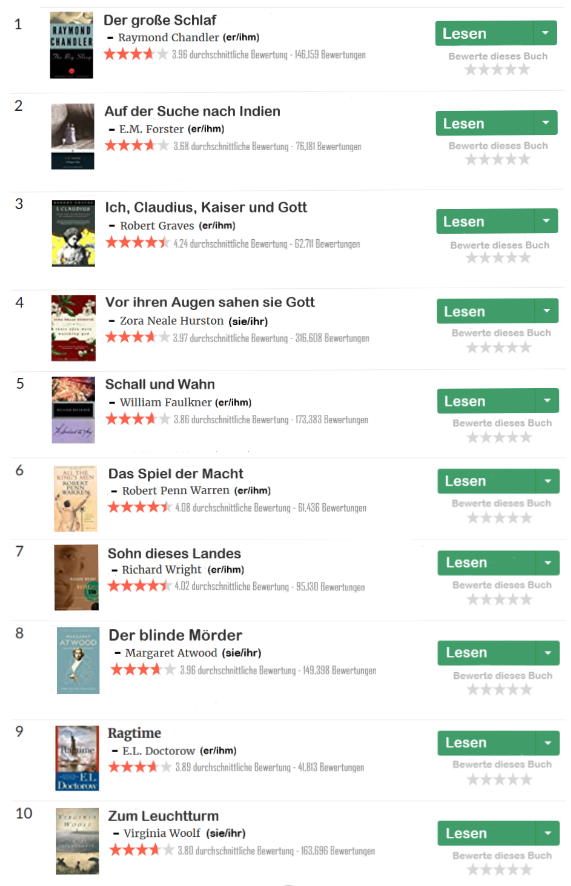 1
RAYMOND
CHANDLER
The Big Sleep
Der große Schlaf
– Raymond Chandler (er/ihm)
3.96 durchschnittliche Bewertung - 146,159 Bewertungen
Lesen
Bewerte dieses Buch
2
Auf der Suche nach Indien
– E.M. Forster (er/ihm)
3.68 durchschnittliche Bewertung - 76,181 Bewertungen
Lesen
Bewerte dieses Buch
3
I, CLAUDIUS
Ich, Claudius, Kaiser und Gott
– Robert Graves (er/ihm)
4.24 durchschnittliche Bewertung - 62.711 Bewertungen
Lesen
Bewerte dieses Buch
4
ZORA NEALE HURSTON
Vor ihren Augen sahen sie Gott
– Zora Neale Hurston (sie/ihr)
3.97 durchschnittliche Bewertung - 316,608 Bewertungen
Lesen
Bewerte dieses Buch
5
Schall und Wahn
– William Faulkner (er/ihm)
3.86 durchschnittliche Bewertung - 173,383 Bewertungen
Lesen
Bewerte dieses Buch
6
ALL THE
KING'S MEN
ROBERT
PENN
WARREN
Das Spiel der Macht
– Robert Penn Warren (er/ihm)
4.08 durchschnittliche Bewertung - 61,436 Bewertungen
Lesen
Bewerte dieses Buch
7
Sohn dieses Landes
– Richard Wright (er/ihm)
4.02 durchschnittliche Bewertung - 95,130 Bewertungen
Lesen
Bewerte dieses Buch
8
MARGARET
ATWOOD
Der blinde Mörder
– Margaret Atwood (sie/ihr)
3.96 durchschnittliche Bewertung - 149,398 Bewertungen
Lesen
Bewerte dieses Buch
9
Ragtime
E.L.
Doctorow
Ragtime
– E.L. Doctorow (er/ihm)
3.89 durchschnittliche Bewertung - 41,813 Bewertungen
Lesen
Bewerte dieses Buch
10
VIRGINIA
WOOLF
Zum Leuchtturm
– Virginia Woolf (sie/ihr)
3.80 durchschnittliche Bewertung - 163,696 Bewertungen
Lesen
Bewerte dieses Buch